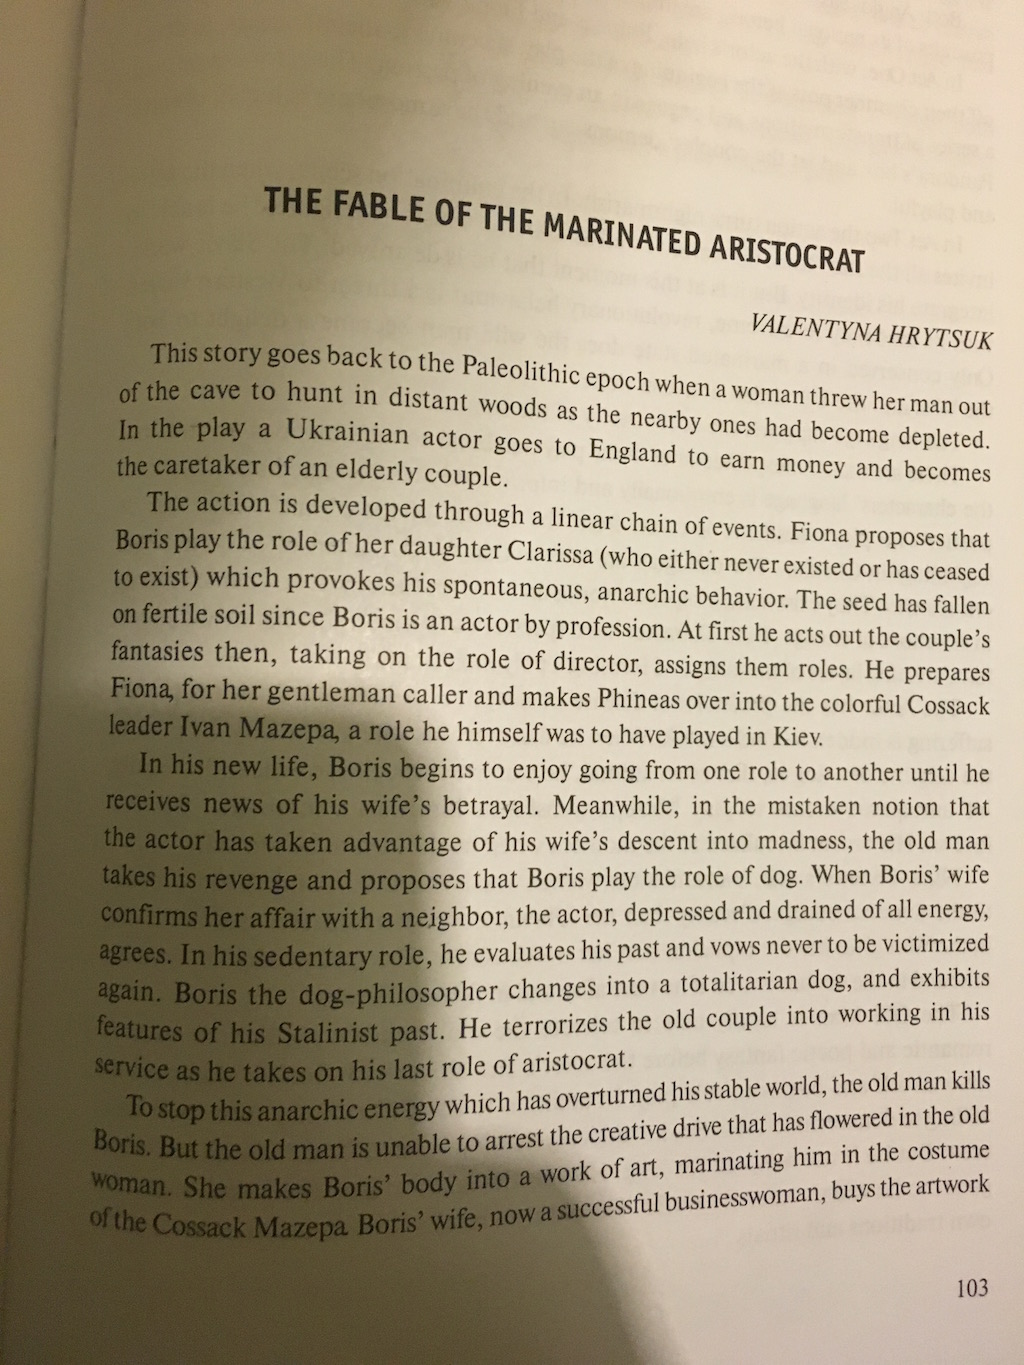 THE FABLE OF THE MARINATED ARISTOCRAT
VALENTYNA HRYTSUK
This story goes back to the Paleolithic epoch when a woman threw her man out
of the cave to hunt in distant woods as the nearby ones had become depleted.
In the play a Ukrainian actor goes to England to earn money and becomes
the caretaker of an elderly couple.
The action is developed through a linear chain of events. Fiona proposes that
Boris play the role of her daughter Clarissa (who either never existed or has ceased
to exist) which provokes his spontaneous, anarchic behavior. The seed has fallen
on fertile soil since Boris is an actor by profession. At first he acts out the couple's
fantasies then, taking on the role of director, assigns them roles. He prepares
Fiona, for her gentleman caller and makes Phineas over into the colorful Cossack
leader Ivan Mazepa, a role he himself was to have played in Kiev.
In his new life, Boris begins to enjoy going from one role to another until he
receives news of his wife's betrayal. Meanwhile, in the mistaken notion that
the actor has taken advantage of his wife's descent into madness, the old man
takes his revenge and proposes that Boris play the role of dog. When Boris' wife
confirms her affair with a neighbor, the actor, depressed and drained of all energy,
agrees. In his sedentary role, he evaluates his past and vows never to be victimized
again. Boris the dog-philosopher changes into a totalitarian dog, and exhibits
features of his Stalinist past. He terrorizes the old couple into working in his
service as he takes on his last role of aristocrat.
To stop this anarchic energy which has overturned his stable world, the old man kills
Boris. But the old man is unable to arrest the creative drive that has flowered in the old
woman. She makes Boris' body into a work of art, marinating him in the costume
of the Cossack Mazepa. Boris' wife, now a successful businesswoman, buys the artwork
103